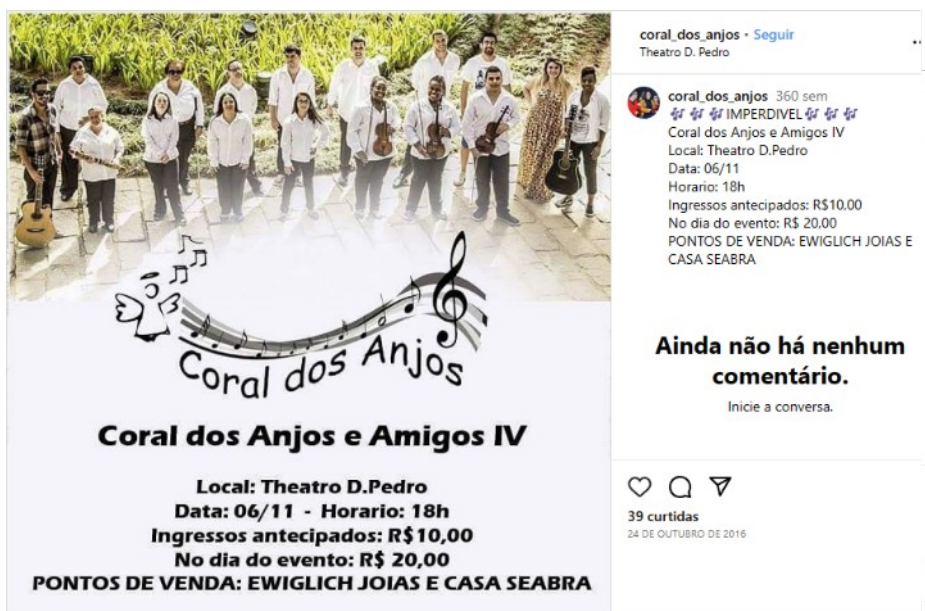 coral_dos_anjos • Seguir
Theatro D. Pedro
coral_dos_anjos 360 sem
IMPERDIVEL
Coral dos Anjos e Amigos IV
Local: Theatro D.Pedro
Data: 06/11
Horario: 18h
Ingressos antecipados: R$10,00
No dia do evento: R$ 20,00
PONTOS DE VENDA: EWIGLICH JOIAS E
CASA SEABRA
Ainda não há nenhum
comentário.
Inicie a conversa.
39 curtidas
24 DE OUTUBRO DE 2016
Coral dos Anjos
Coral dos Anjos e Amigos IV
Local: Theatro D.Pedro
Data: 06/11 - Horario: 18h
Ingressos antecipados: R$10,00
No dia do evento: R$ 20,00
PONTOS DE VENDA: EWIGLICH JOIAS E CASA SEABRA